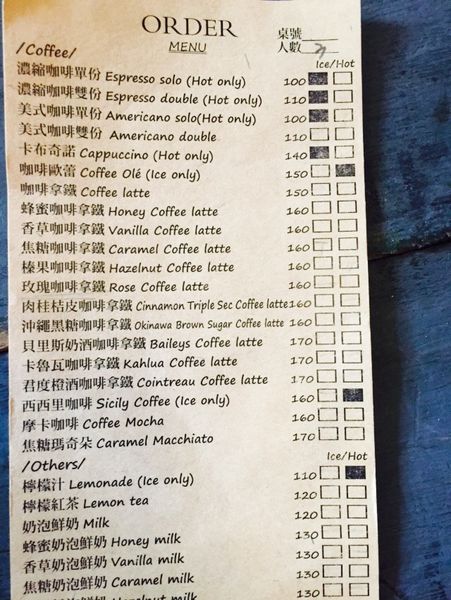 ORDER
MENU
桌號
人數
/Coffee/
Ice/Hot
濃縮咖啡單份 Espresso solo (Hot only) 100
濃縮咖啡雙份 Espresso double (Hot only) 110
美式咖啡單份 Americano solo(Hot only) 100
美式咖啡雙份 Americano double 110
卡布奇諾 Cappuccino (Hot only) 140
咖啡歐蕾 Coffee Olé (Ice only) 150
咖啡拿鐵 Coffee latte 150
蜂蜜咖啡拿鐵 Honey Coffee latte 160
香草咖啡拿鐵 Vanilla Coffee latte 160
焦糖咖啡拿鐵 Caramel Coffee latte 160
榛果咖啡拿鐵 Hazelnut Coffee latte 160
玫瑰咖啡拿鐵 Rose Coffee latte 160
肉桂桔皮咖啡拿鐵 Cinnamon Triple Sec Coffee latte 160
沖繩黑糖咖啡拿鐵 Okinawa Brown Sugar Coffee latte 160
貝里斯奶酒咖啡拿鐵 Baileys Coffee latte 170
卡魯瓦咖啡拿鐵 Kahlua Coffee latte 170
君度橙酒咖啡拿鐵 Cointreau Coffee latte 170
西西里咖啡 Sicily Coffee (Ice only) 160
摩卡咖啡 Coffee Mocha 160
焦糖瑪奇朵 Caramel Macchiato 170
/Others/
Ice/Hot
檸檬汁 Lemonade (Ice only) 110
檸檬紅茶 Lemon tea 120
奶泡鮮奶 Milk 120
蜂蜜奶泡鮮奶 Honey milk 130
香草奶泡鮮奶 Vanilla milk 130
焦糖奶泡鮮奶 Caramel milk 130
奶泡鮮奶 Hazelnut milk 130